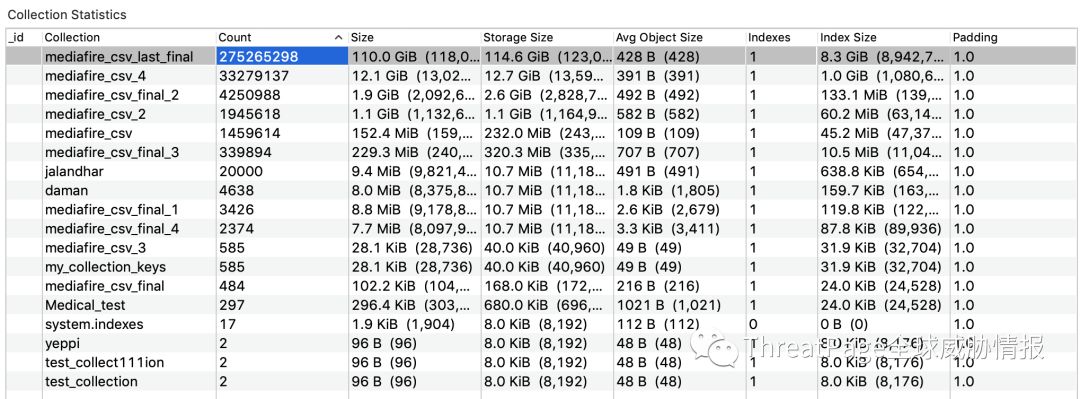 Collection Statistics
_id Collection Count Size Storage Size Avg Object Size Indexes Index Size Padding
mediafire_csv_last_final 275265298 110.0 GiB (118,0... 114.6 GiB (123,0... 428 B (428) 1 8.3 GiB (8,942,7... 1.0
mediafire_csv_4 33279137 12.1 GiB (13,02... 12.7 GiB (13,59... 391 B (391) 1 1.0 GiB (1,080,6... 1.0
mediafire_csv_final_2 4250988 1.9 GiB (2,092,6... 2.6 GiB (2,828,7... 492 B (492) 1 133.1 MiB (139,... 1.0
mediafire_csv_2 1945618 1.1 GiB (1,132,6... 1.1 GiB (1,164,9... 582 B (582) 1 60.2 MiB (63,14... 1.0
mediafire_csv 1459614 152.4 MiB (159,... 232.0 MiB (243,... 109 B (109) 1 45.2 MiB (47,37... 1.0
mediafire_csv_final_3 339894 229.3 MiB (240,... 320.3 MiB (335,... 707 B (707) 1 10.5 MiB (11,04... 1.0
jalandhar 20000 9.4 MiB (9,821,4... 10.7 MiB (11,18... 491 B (491) 1 638.8 KiB (654,... 1.0
daman 4638 8.0 MiB (8,375,8... 10.7 MiB (11,18... 1.8 KiB (1,805) 1 159.7 KiB (163,... 1.0
mediafire_csv_final_1 3426 8.8 MiB (9,178,8... 10.7 MiB (11,18... 2.6 KiB (2,679) 1 119.8 KiB (122,... 1.0
mediafire_csv_final_4 2374 7.7 MiB (8,097,9... 10.7 MiB (11,18... 3.3 KiB (3,411) 1 87.8 KiB (89,936) 1.0
mediafire_csv_3 585 28.1 KiB (28,736) 40.0 KiB (40,960) 49 B (49) 1 31.9 KiB (32,704) 1.0
my_collection_keys 585 28.1 KiB (28,736) 40.0 KiB (40,960) 49 B (49) 1 31.9 KiB (32,704) 1.0
mediafire_csv_final 484 102.2 KiB (104,... 168.0 KiB (172,... 216 B (216) 1 24.0 KiB (24,528) 1.0
Medical_test 297 296.4 KiB (303,... 680.0 KiB (696,... 1021 B (1,021) 1 24.0 KiB (24,528) 1.0
system.indexes 17 1.9 KiB (1,904) 8.0 KiB (8,192) 112 B (112) 0 0 B (0) 1.0
yeppi 2 96 B (96) 8.0 KiB (8,192) 48 B (48) 1 8.0 KiB (8,176) 1.0
test_collect111ion 2 96 B (96) 8.0 KiB (8,192) 48 B (48) 1 8.0 KiB (8,176) 1.0
test_collection 2 96 B (96) 8.0 KiB (8,192) 48 B (48) 1 8.0 KiB (8,176) 1.0
ThreatPage全球威胁情报